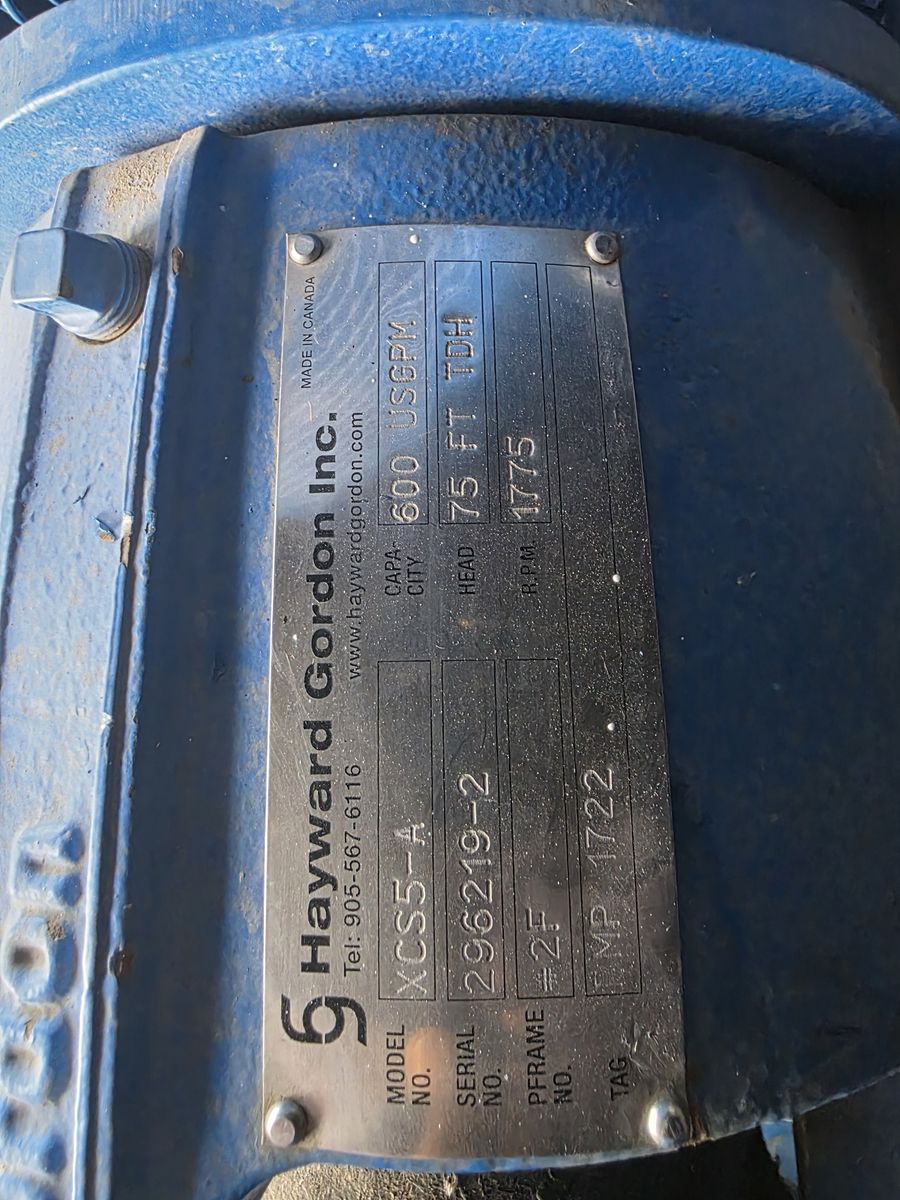 Hayward Gordon Inc.
MADE IN CANADA
Tel: 905-567-6116 www.haywardgordon.com
MODEL NO. XCS5-A CAPA-CITY 600 USGPM
SERIAL NO. 296219-2 HEAD 75 FT TDH
PFRAME NO. #2F R.P.M. 1775
TAG MP 1722